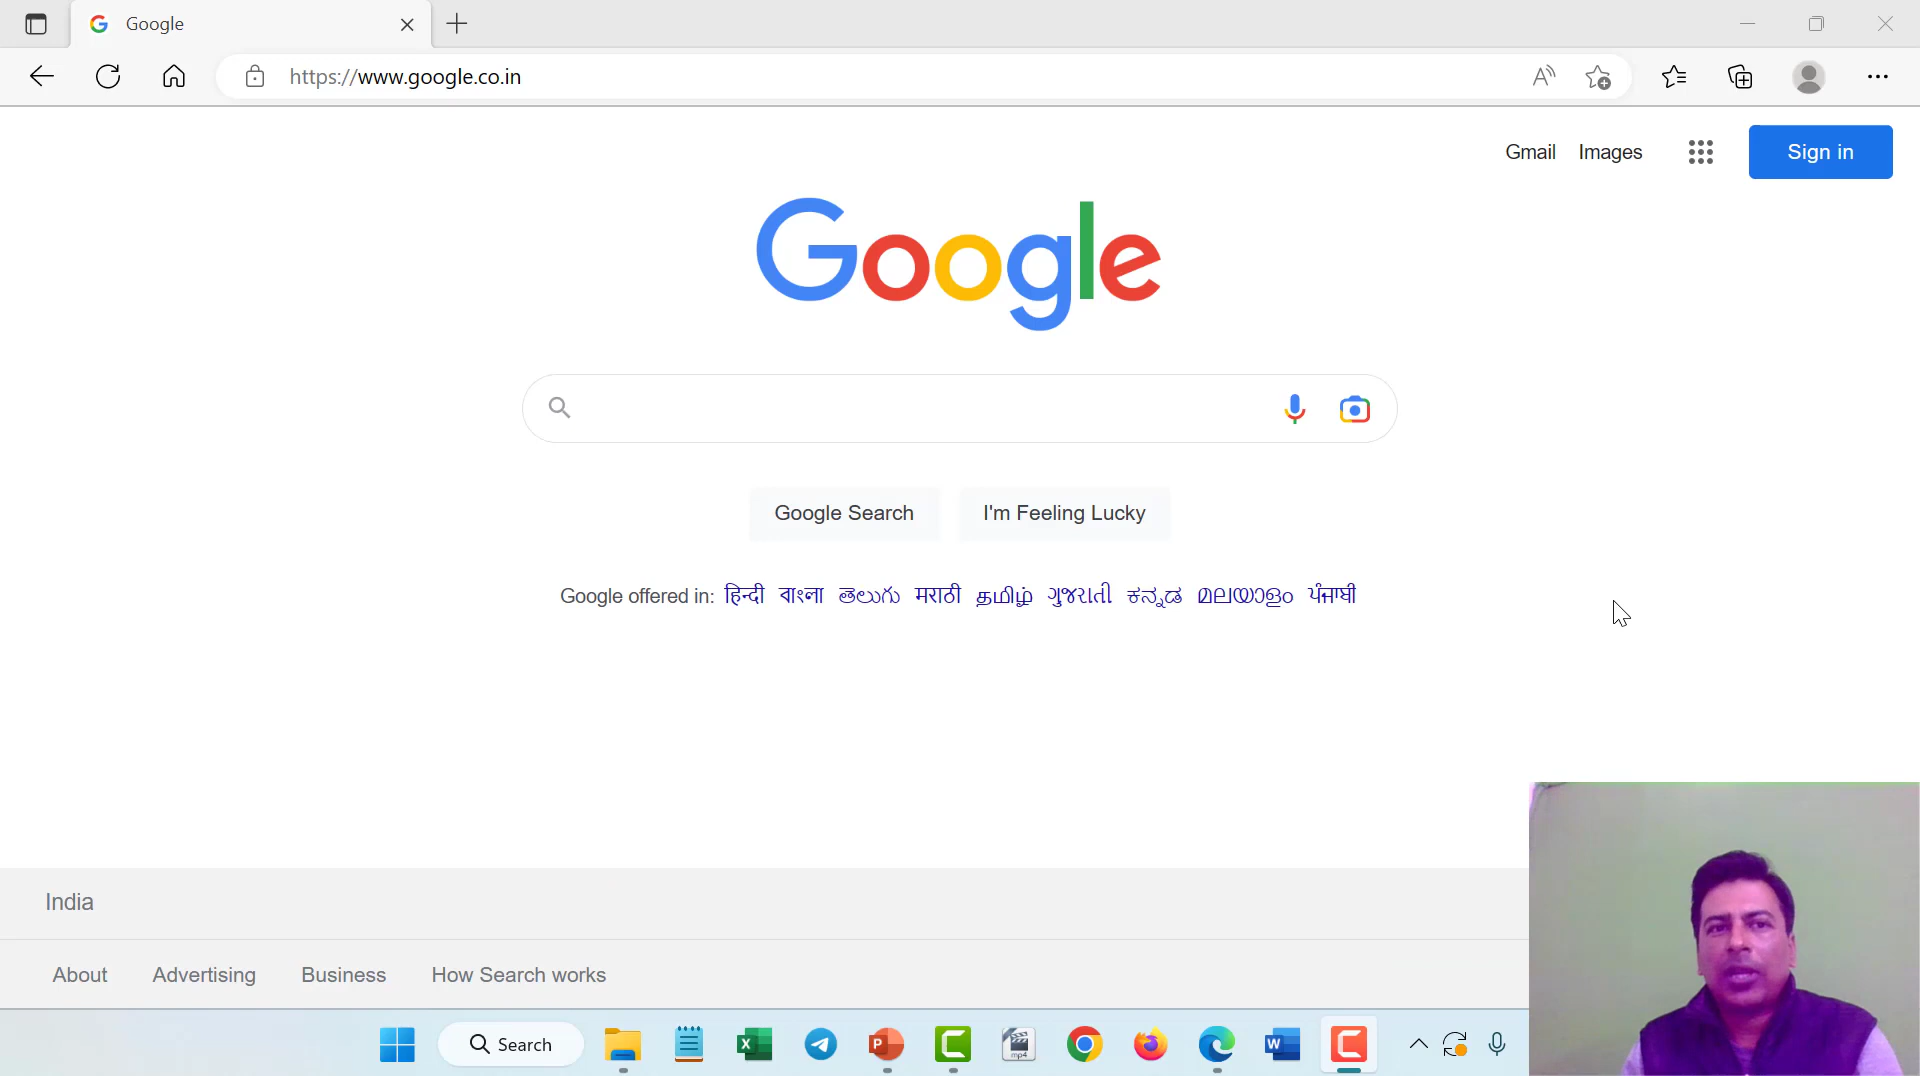 Google
https://www.google.co.in
Gmail Images Sign in
Google
Google Search I'm Feeling Lucky
Google offered in: हिन्दी বাংলা తెలుగు मराठी தமிழ் ગુજરાતી ಕನ್ನಡ മലയാളം ਪੰਜਾਬੀ
India
About Advertising Business How Search works
Search